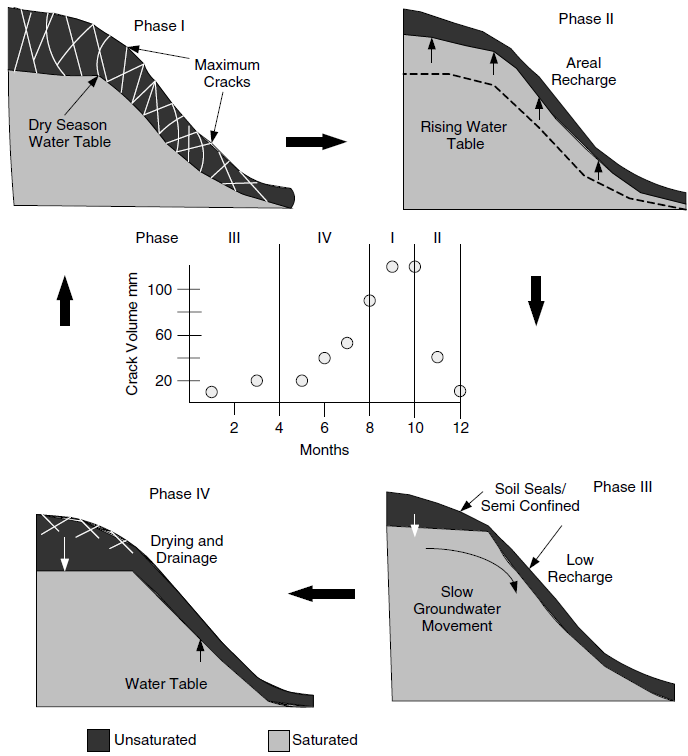 Phase I
Maximum
Cracks
Dry Season
Water Table
Phase II
Areal
Recharge
Rising Water
Table
Phase III IV I II
Crack Volume mm
100
60
20
2 4 6 8 10 12
Months
Phase IV
Drying and
Drainage
Water Table
Soil Seals/
Semi Confined
Phase III
Low
Recharge
Slow
Groundwater
Movement
Unsaturated
Saturated